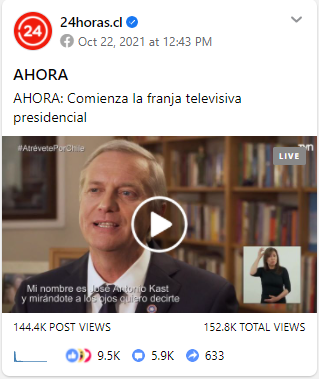 24
24horas.cl
Oct 22, 2021 at 12:43 PM
AHORA
AHORA: Comienza la franja televisiva
presidencial
#AtrévetePorChile
LIVE
Mi nombre es José Antonio Kast
y mirándote a los ojos quiero decirte
144.4K POST VIEWS
152.8K TOTAL VIEWS
9.5K
5.9K
633